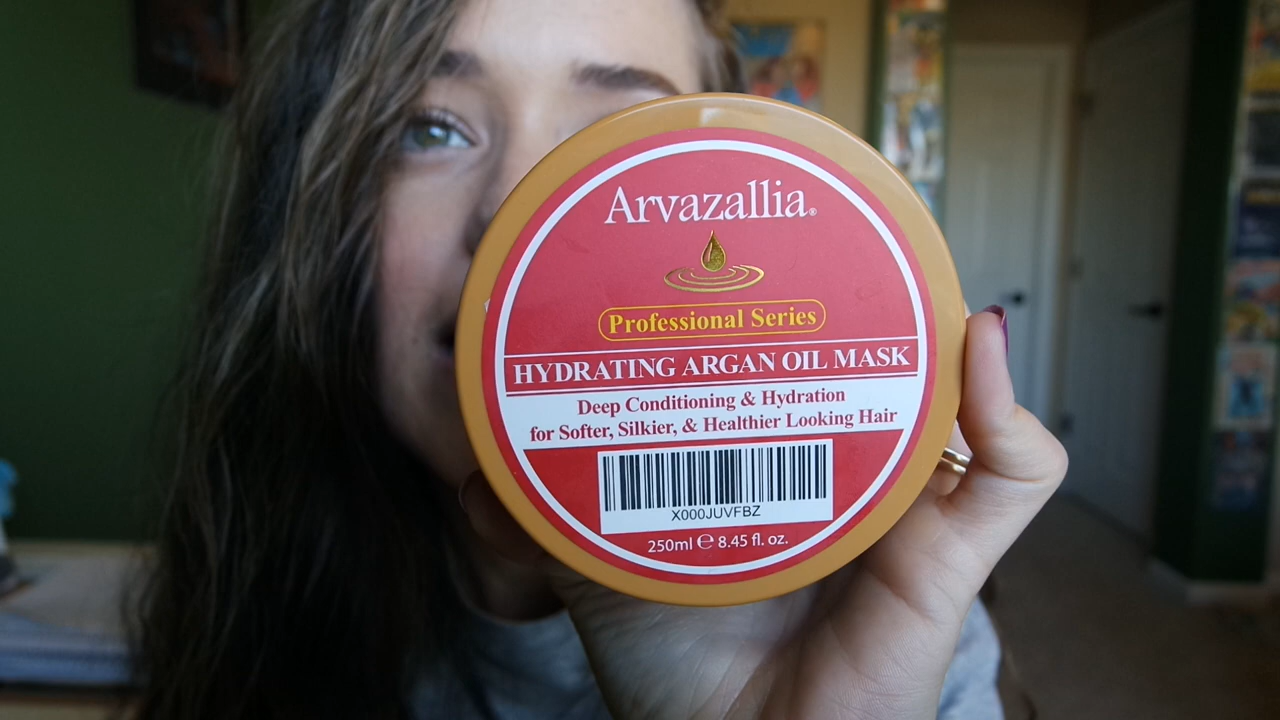 Arvazallia®
Professional Series
HYDRATING ARGAN OIL MASK
Deep Conditioning & Hydration
for Softer, Silkier, & Healthier Looking Hair
X000JUVFBZ
250ml ℮ 8.45 fl. oz.